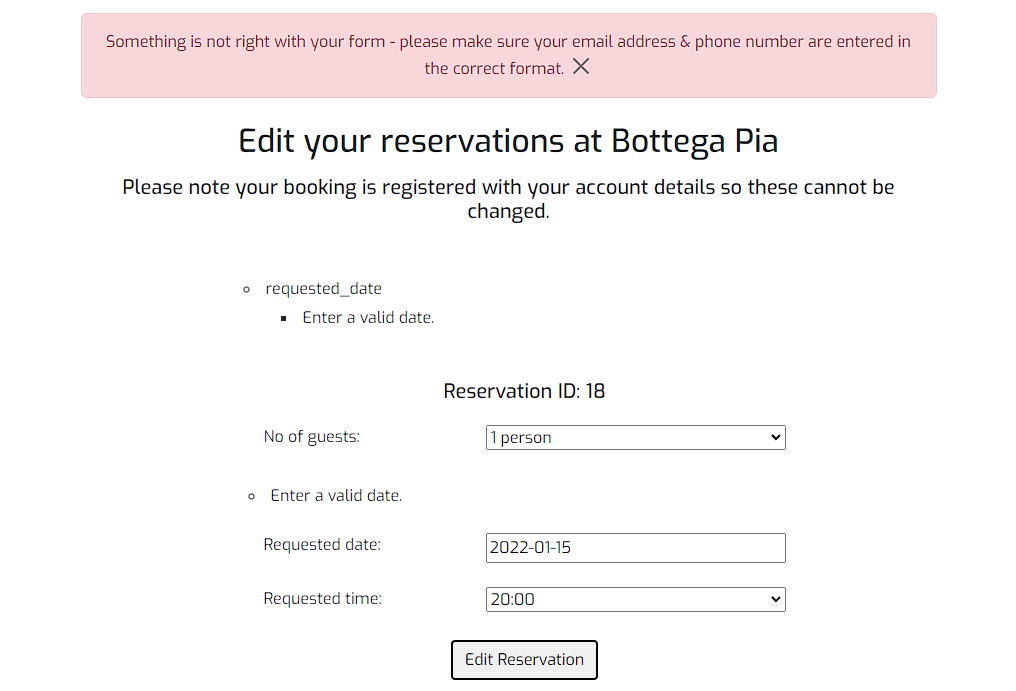 Something is not right with your form - please make sure your email address & phone number are entered in
the correct format.
Edit your reservations at Bottega Pia
Please note your booking is registered with your account details so these cannot be
changed.
requested_date
Enter a valid date.
Reservation ID: 18
No of guests: 1 person
Enter a valid date.
Requested date: 2022-01-15
Requested time: 20:00
Edit Reservation